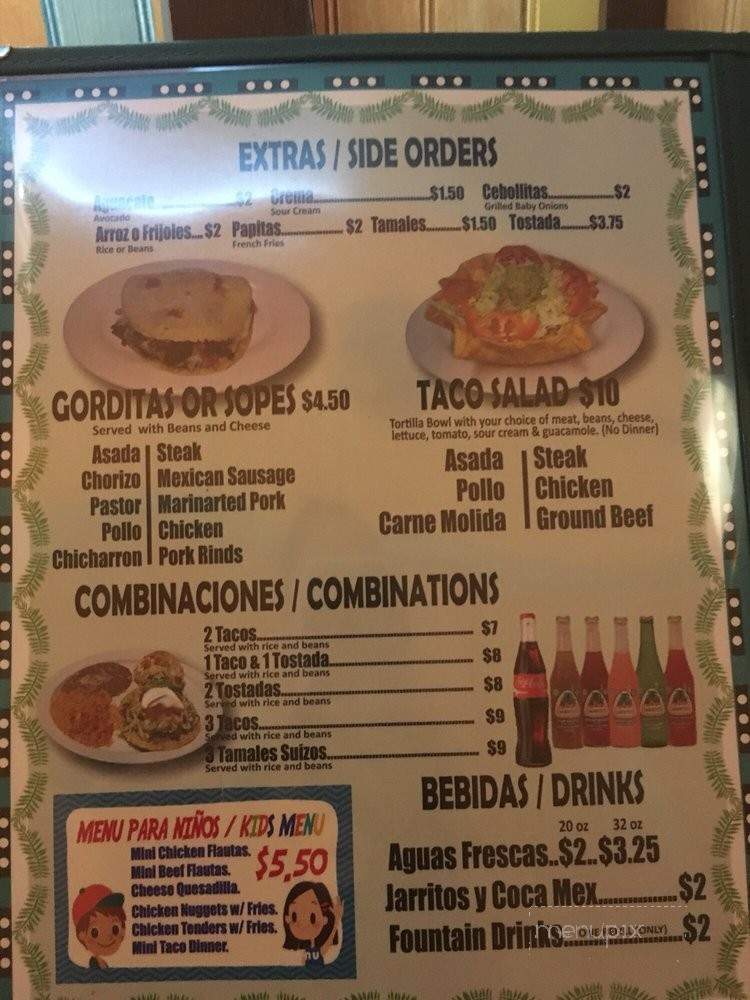 EXTRAS / SIDE ORDERS
Aguacate ........ $2 Crema........ $1.50 Cebollitas........ $2
Avocado Sour Cream Grilled Baby Onions
Arroz o Frijoles.... $2 Papitas........ $2 Tamales........ $1.50 Tostada........ $3.75
Rice or Beans French Fries
GORDITAS OR SOPES $4.50
Served with Beans and Cheese
Asada Steak
Chorizo Mexican Sausage
Pastor Marinarted Pork
Pollo Chicken
Chicharron Pork Rinds
TACO SALAD $10
Tortilla Bowl with your choice of meat, beans, cheese,
lettuce, tomato, sour cream & guacamole. (No Dinner)
Asada Steak
Pollo Chicken
Carne Molida Ground Beef
COMBINACIONES / COMBINATIONS
2 Tacos........ $7
Served with rice and beans
1 Taco & 1 Tostada........ $8
Served with rice and beans
2 Tostadas........ $8
Served with rice and beans
3 Tacos........ $9
Served with rice and beans
3 Tamales Suizos........ $9
Served with rice and beans
MENU PARA NIÑOS / KIDS MENU
Mini Chicken Flautas.
Mini Beef Flautas.
Cheese Quesadilla.
$5,50
Chicken Nuggets w/ Fries.
Chicken Tenders w/ Fries.
Mini Taco Dinner.
BEBIDAS / DRINKS
20 oz 32 oz
Aguas Frescas..$2..$3.25
Jarritos y Coca Mex........ $2
Fountain Drinks........ ONLY) $2
menupix